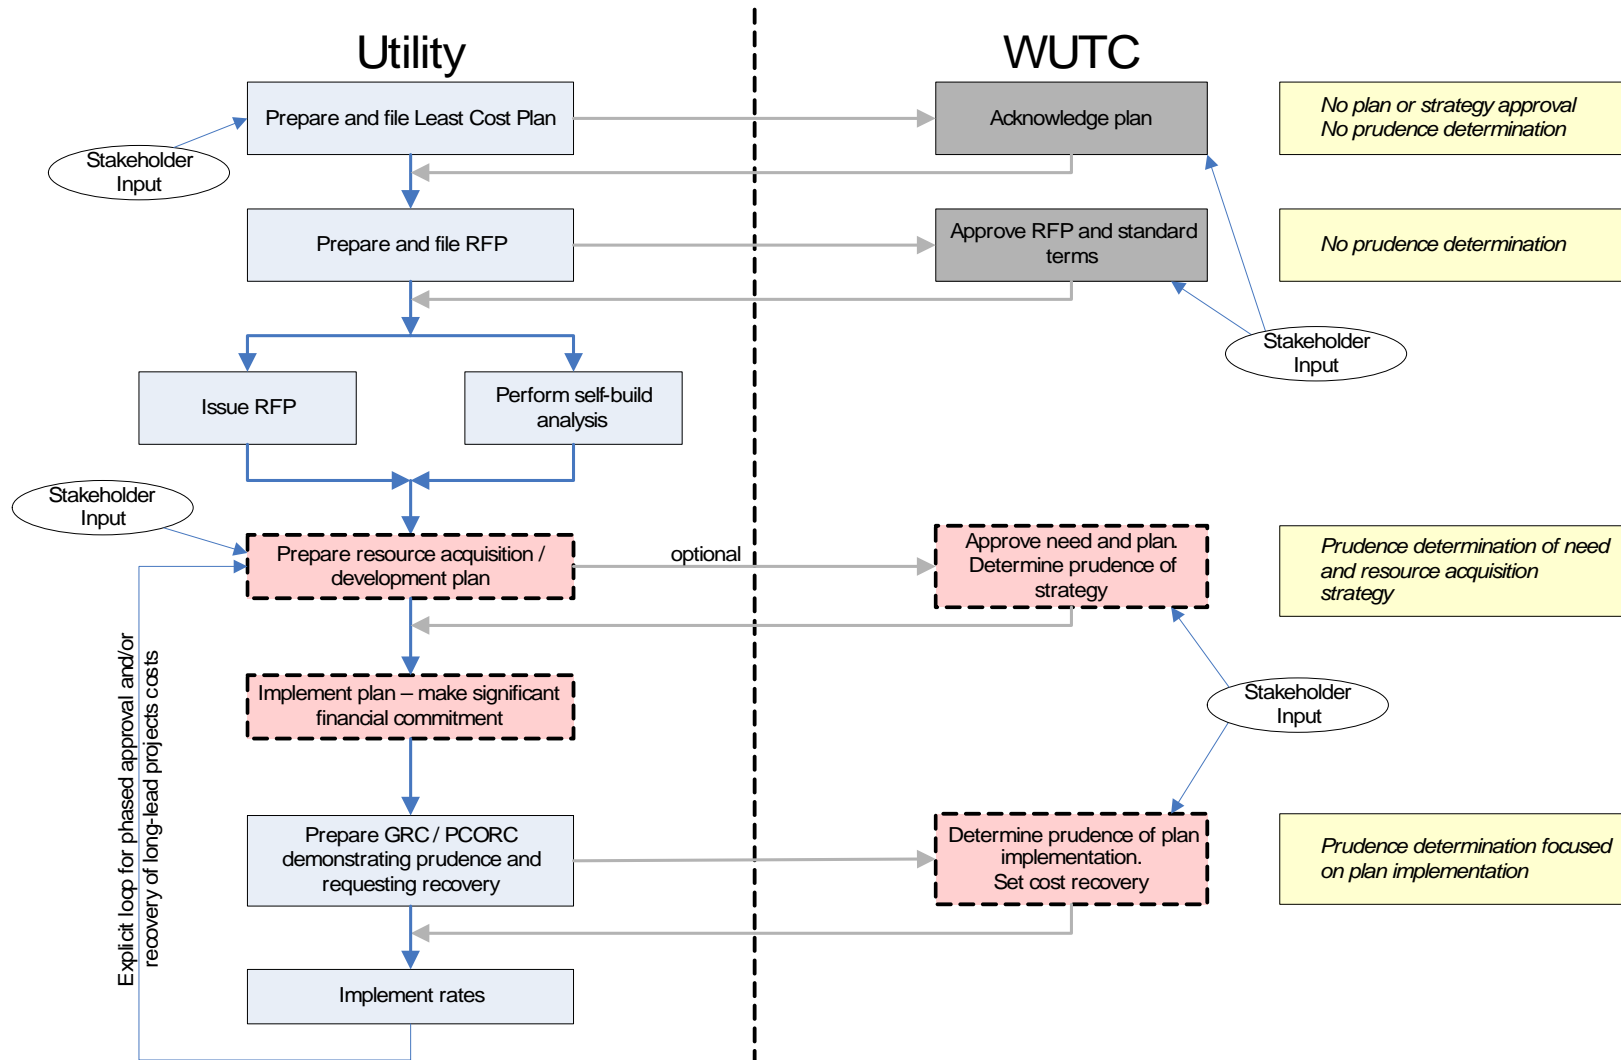 Utility
WUTC
Prepare and file Least Cost Plan
Acknowledge plan
No plan or strategy approval
No prudence determination
Stakeholder
Input
Prepare and file RFP
Approve RFP and standard
terms
No prudence determination
Stakeholder
Input
Issue RFP
Perform self-build
analysis
Stakeholder
Input
Prepare resource acquisition /
development plan
optional
Approve need and plan.
Determine prudence of
strategy
Prudence determination of need
and resource acquisition
strategy
Implement plan – make significant
financial commitment
Stakeholder
Input
Explicit loop for phased approval and/or
recovery of long-lead projects costs
Prepare GRC / PCORC
demonstrating prudence and
requesting recovery
Determine prudence of plan
implementation.
Set cost recovery
Prudence determination focused
on plan implementation
Implement rates